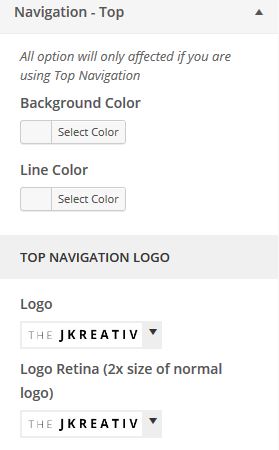 Navigation - Top
All option will only affected if you are
using Top Navigation
Background Color
Select Color
Line Color
Select Color
TOP NAVIGATION LOGO
Logo
THE JKREATIV
Logo Retina (2x size of normal
logo)
THE JKREATIV